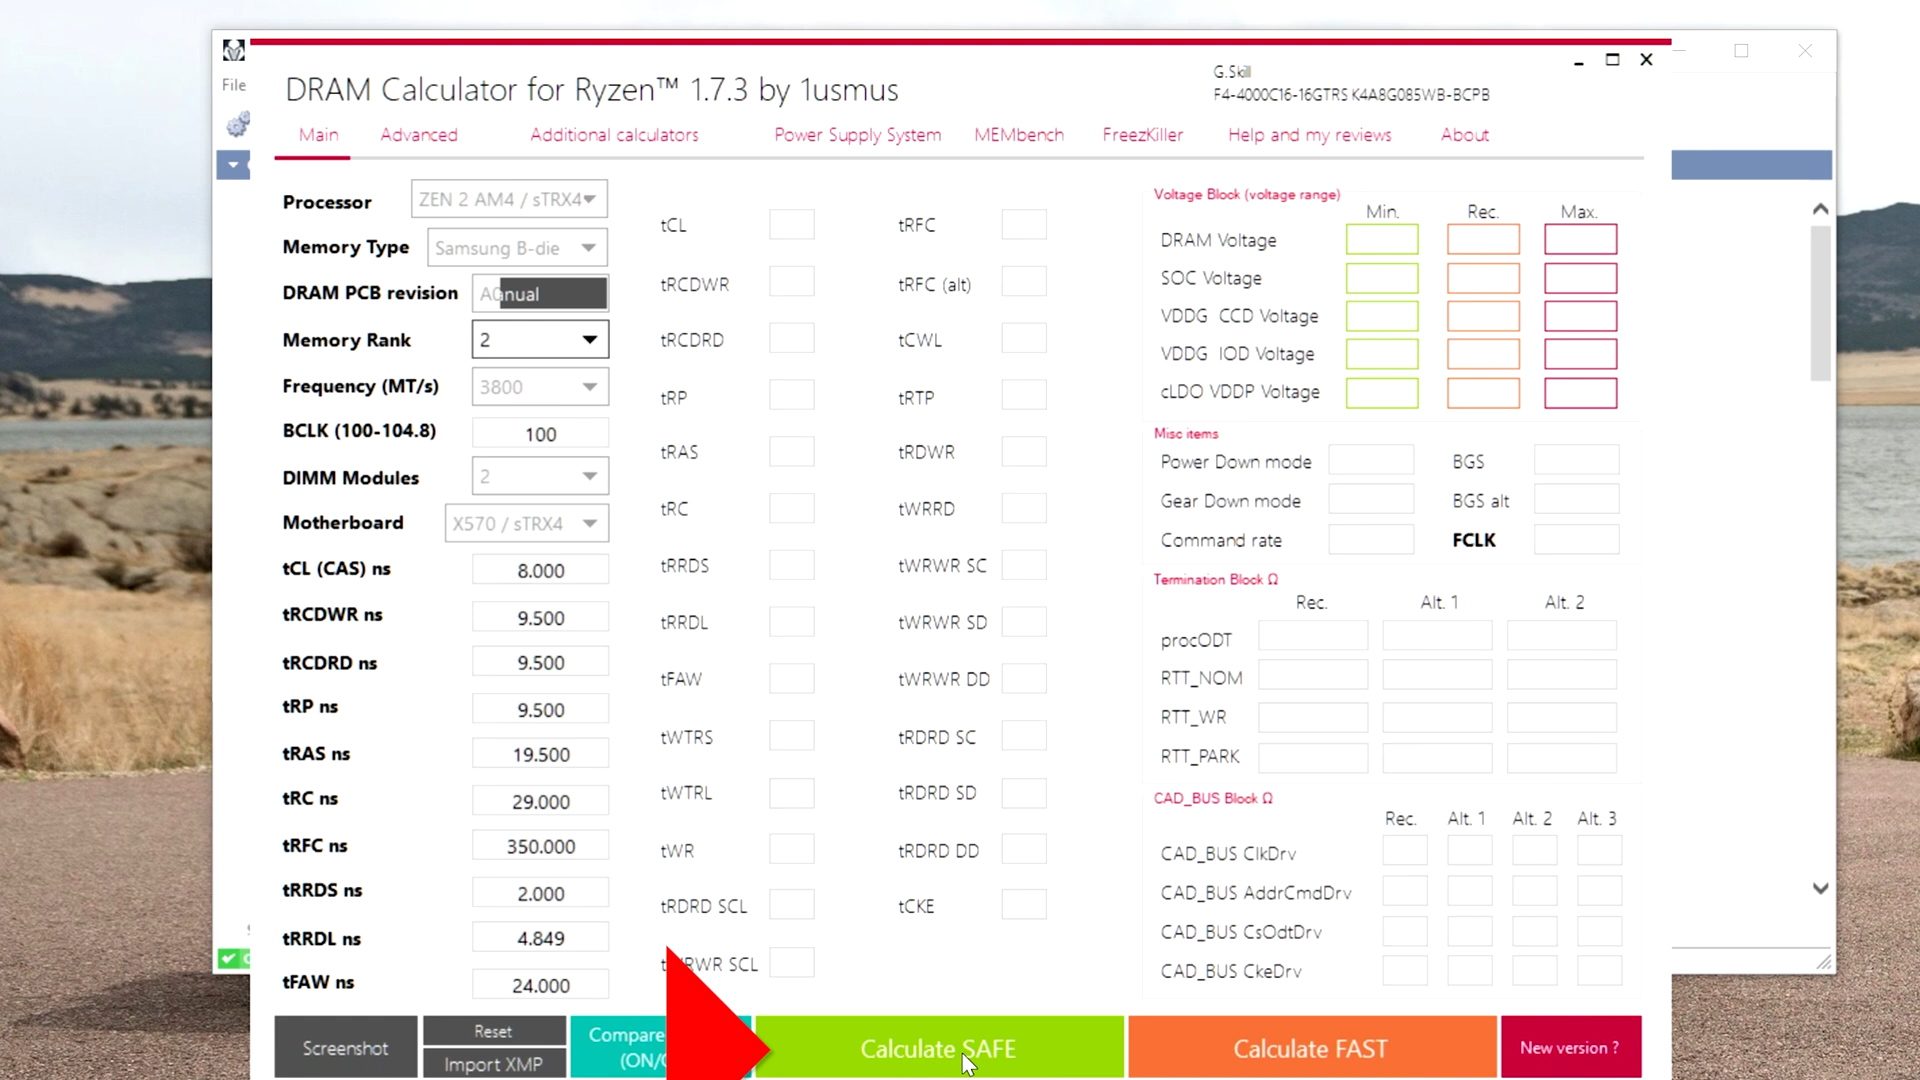 File
DRAM Calculator for Ryzen™ 1.7.3 by 1usmus
G.Skill
F4-4000C16-16GTRS K4A8G085WB-BCPB
Main Advanced Additional calculators Power Supply System MEMbench FreezKiller Help and my reviews About
Processor ZEN 2 AM4 / sTRX4
Memory Type Samsung B-die
DRAM PCB revision A0nual
Memory Rank 2
Frequency (MT/s) 3800
BCLK (100-104.8) 100
DIMM Modules 2
Motherboard X570 / sTRX4
tCL (CAS) ns 8.000
tRCDWR ns 9.500
tRCDRD ns 9.500
tRP ns 9.500
tRAS ns 19.500
tRC ns 29.000
tRFC ns 350.000
tRRDS ns 2.000
tRRDL ns 4.849
tFAW ns 24.000
tCL
tRCDWR
tRCDRD
tRP
tRAS
tRC
tRRDS
tRRDL
tFAW
tWTRS
tWTRL
tWR
tRDRD SCL
WR SCL
tRFC
tRFC (alt)
tCWL
tRTP
tRDWR
tWRRD
tWRWR SC
tWRWR SD
tWRWR DD
tRDRD SC
tRDRD SD
tRDRD DD
tCKE
Voltage Block (voltage range)
Min. Rec. Max.
DRAM Voltage
SOC Voltage
VDDG CCD Voltage
VDDG IOD Voltage
cLDO VDDP Voltage
Misc items
Power Down mode BGS
Gear Down mode BGS alt
Command rate FCLK
Termination Block Ω
Rec. Alt. 1 Alt. 2
procODT
RTT_NOM
RTT_WR
RTT_PARK
CAD_BUS Block Ω
Rec. Alt. 1 Alt. 2 Alt. 3
CAD_BUS ClkDrv
CAD_BUS AddrCmdDrv
CAD_BUS CsOdtDrv
CAD_BUS CkeDrv
Screenshot
Reset
Import XMP
Compare
(ON/
Calculate SAFE
Calculate FAST
New version ?